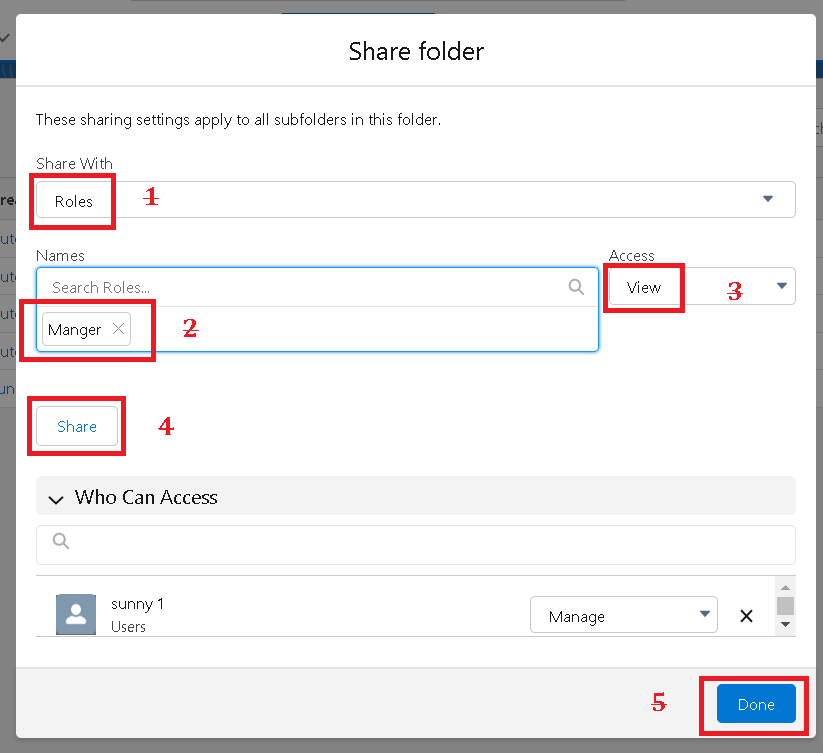 Share folder
These sharing settings apply to all subfolders in this folder.
Share With
Roles
1
Names
Access
Search Roles...
View
3
Manger
2
Share
4
Who Can Access
sunny 1
Users
Manage
5
Done